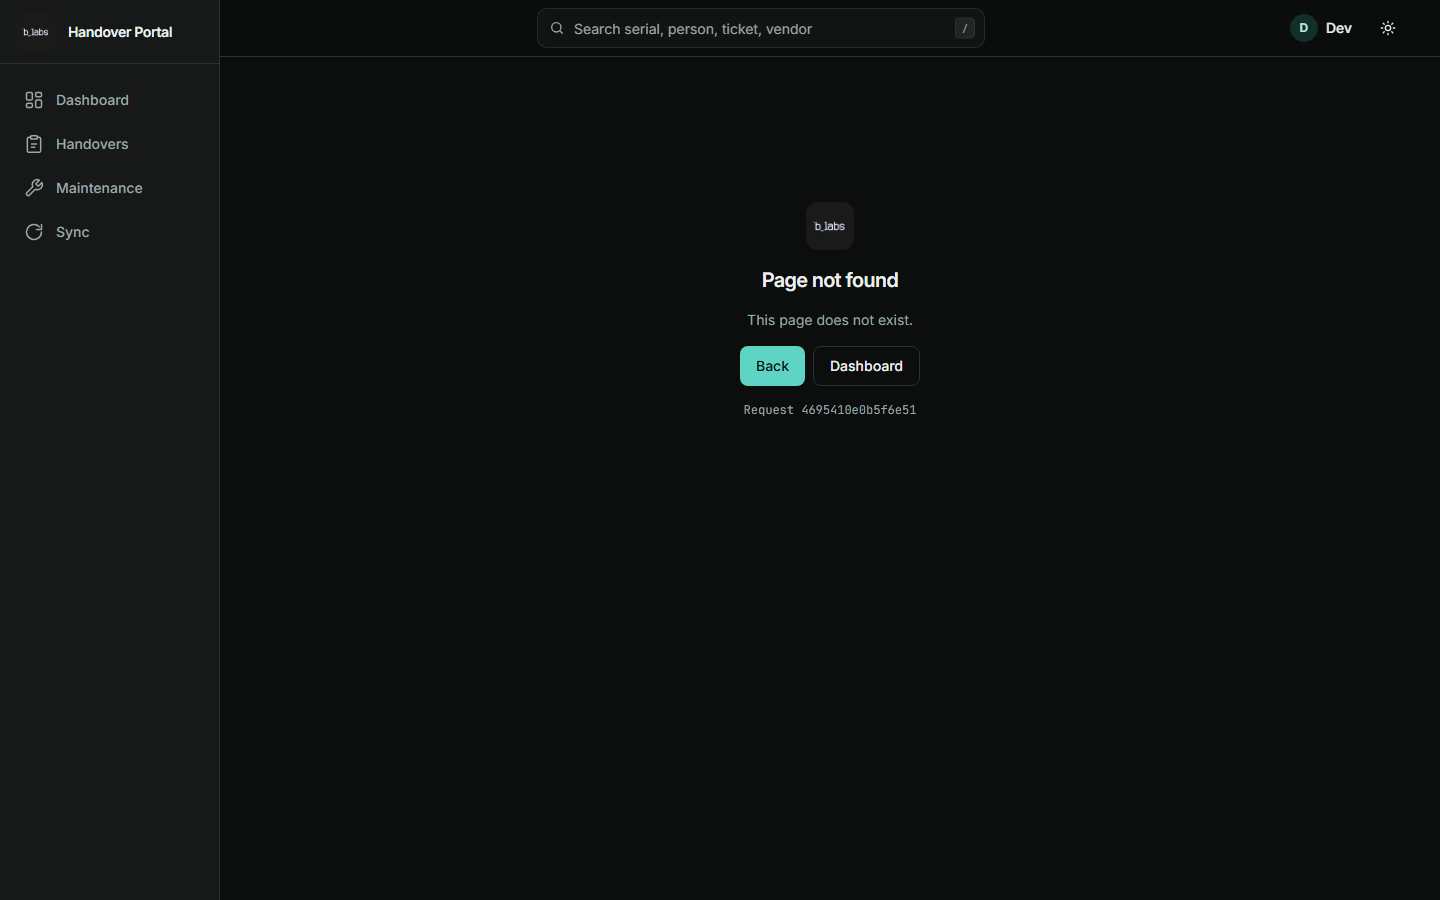 b_labs Handover Portal
Search serial, person, ticket, vendor /
D Dev
Dashboard
Handovers
Maintenance
Sync
b_labs
Page not found
This page does not exist.
Back Dashboard
Request 4695410e0b5f6e51